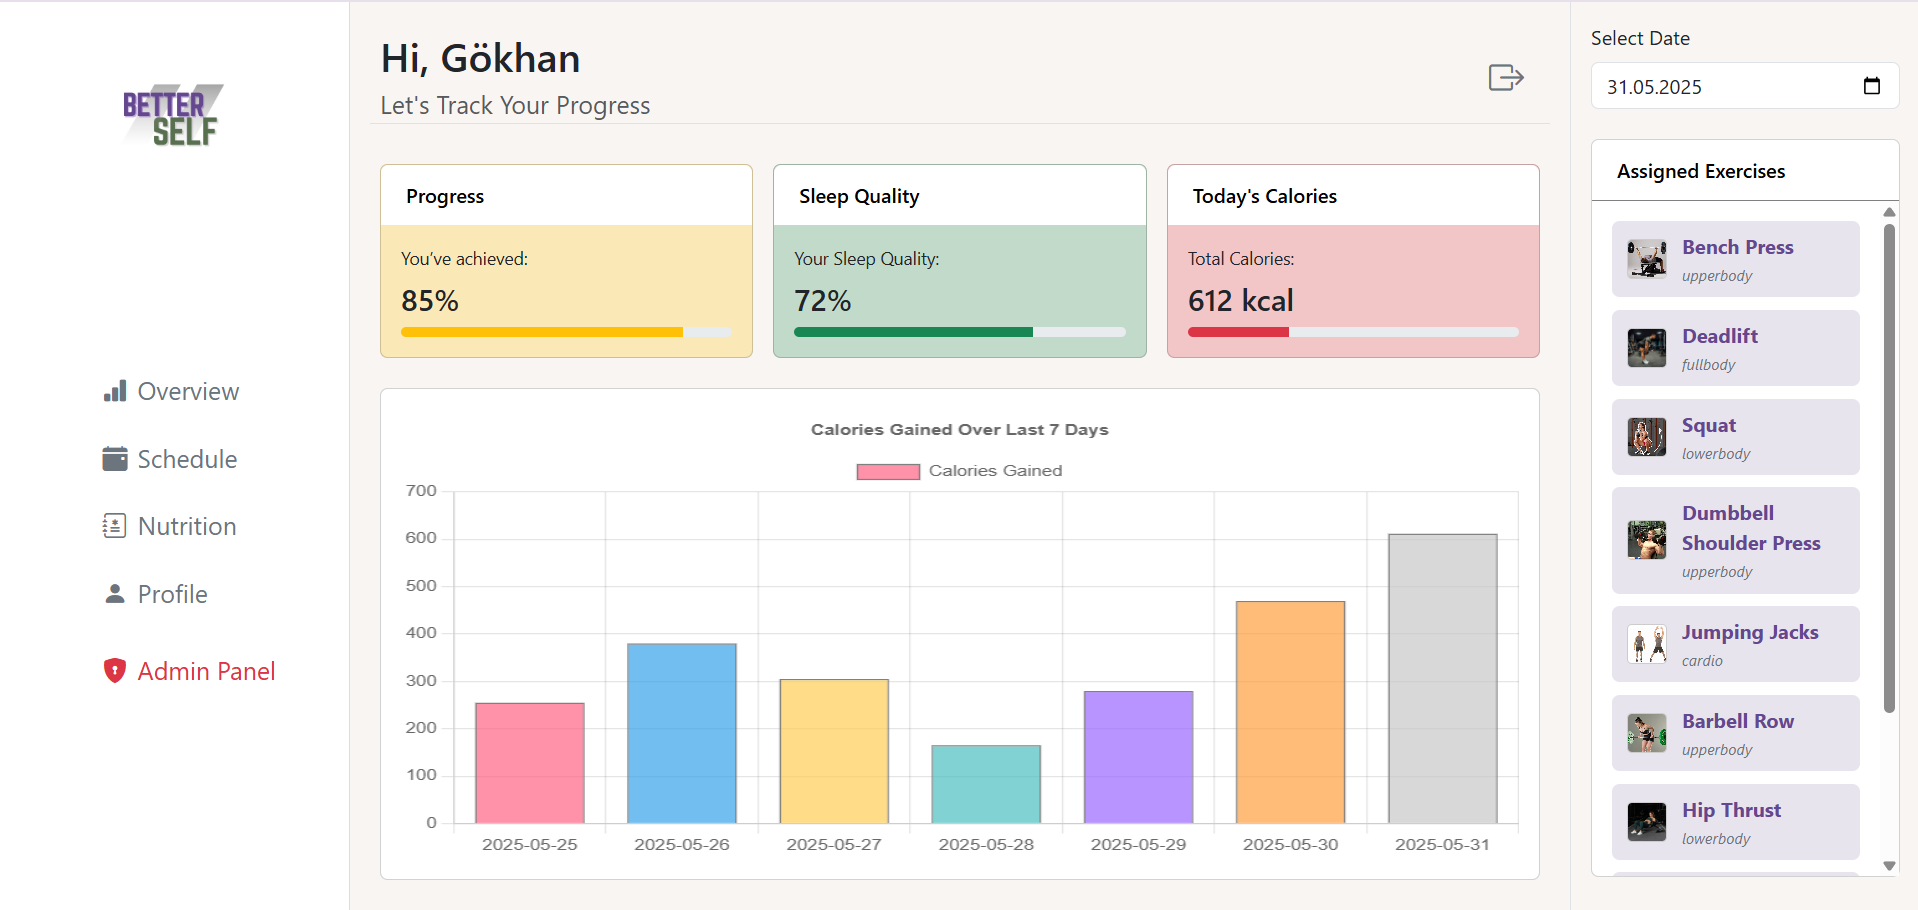 BETTER
SELF
Overview
Schedule
Nutrition
Profile
Admin Panel
Hi, Gökhan
Let's Track Your Progress
Progress
You’ve achieved:
85%
Sleep Quality
Your Sleep Quality:
72%
Today's Calories
Total Calories:
612 kcal
Calories Gained Over Last 7 Days
Calories Gained
700
600
500
400
300
200
100
0
2025-05-25 2025-05-26 2025-05-27 2025-05-28 2025-05-29 2025-05-30 2025-05-31
Select Date
31.05.2025
Assigned Exercises
Bench Press
upperbody
Deadlift
fullbody
Squat
lowerbody
Dumbbell
Shoulder Press
upperbody
Jumping Jacks
cardio
Barbell Row
upperbody
Hip Thrust
lowerbody